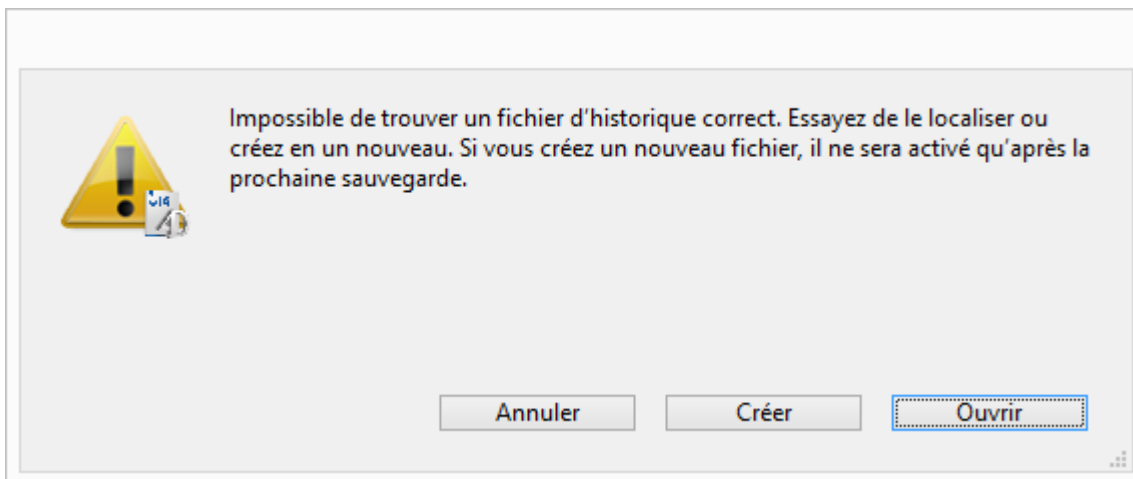 Impossible de trouver un fichier d’historique correct. Essayez de le localiser ou
créez en un nouveau. Si vous créez un nouveau fichier, il ne sera activé qu’après la
prochaine sauvegarde.
Annuler
Créer
Ouvrir